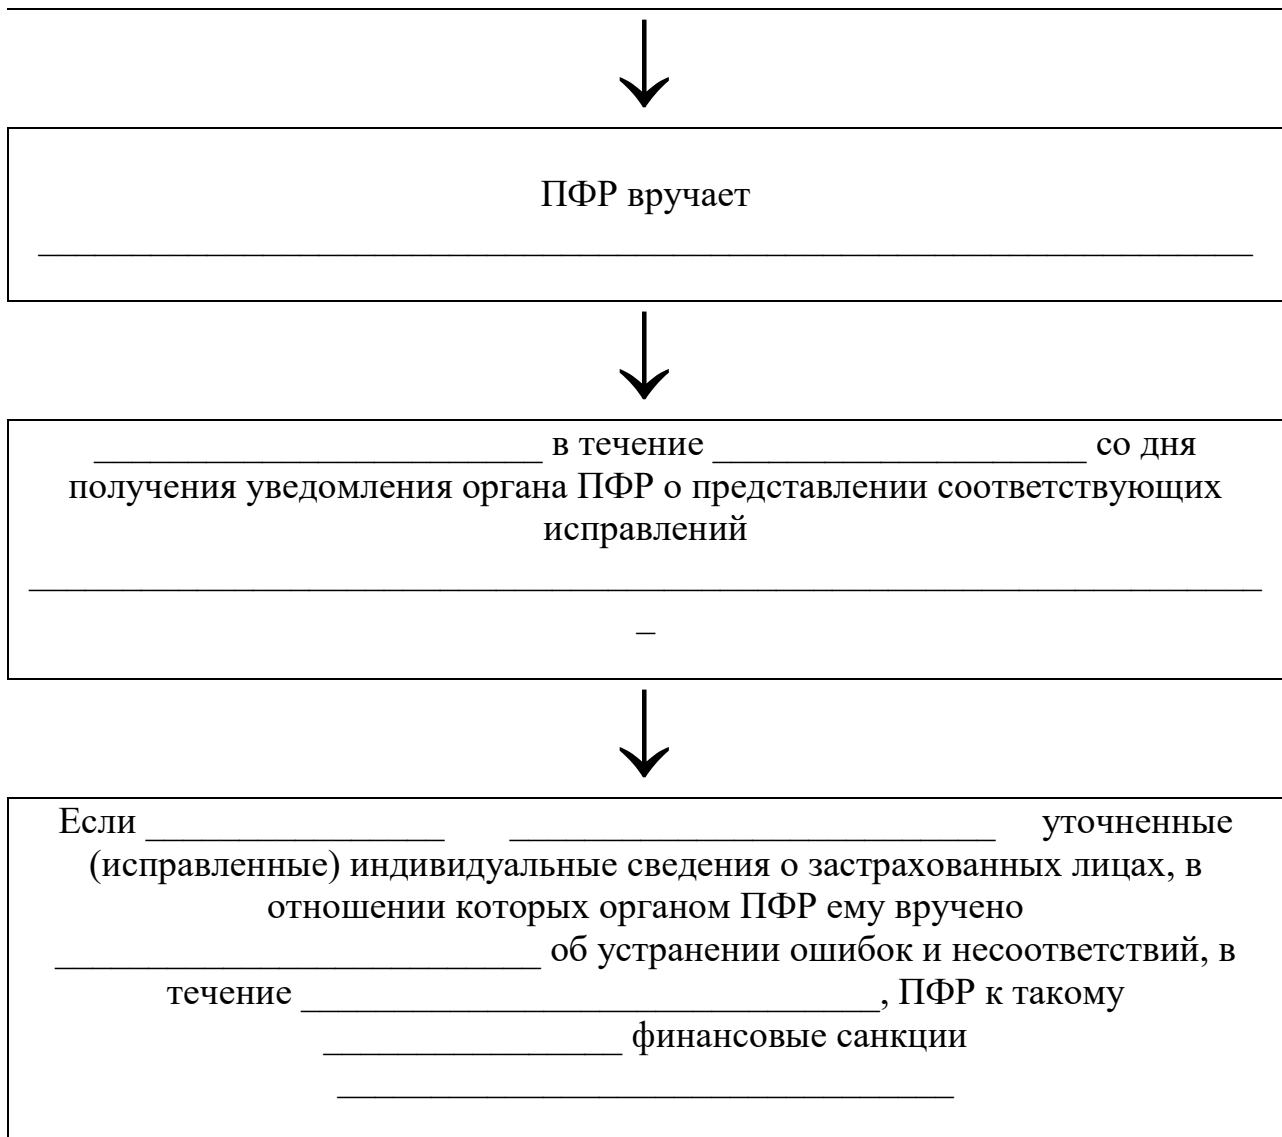 ПФР вручает
_________________________________________________________________
________________________ в течение ____________________ со дня
получения уведомления органа ПФР о представлении соответствующих
исправлений
__________________________________________________________________
_
Если ________________ __________________________ уточненные
(исправленные) индивидуальные сведения о застрахованных лицах, в
отношении которых органом ПФР ему вручено
__________________________ об устранении ошибок и несоответствий, в
течение _______________________________, ПФР к такому
________________ финансовые санкции
_________________________________